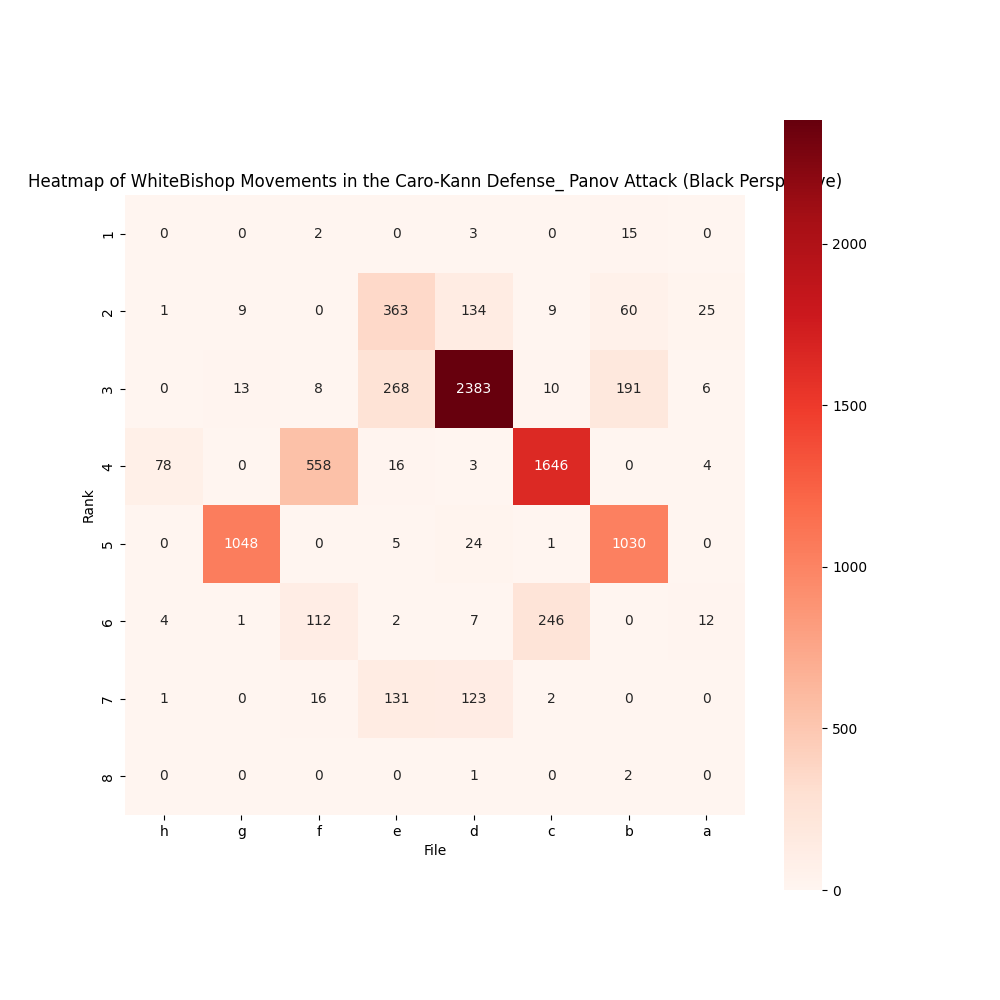 Heatmap of WhiteBishop Movements in the Caro-Kann Defense_ Panov Attack (Black Perspective)
1 0 0 2 0 3 0 15 0
2000
2 1 9 0 363 134 9 60 25
3 0 13 8 268 2383 10 191 6
1500
4 78 0 558 16 3 1646 0 4
Rank
5 0 1048 0 5 24 1 1030 0
1000
6 4 1 112 2 7 246 0 12
7 1 0 16 131 123 2 0 0
500
8 0 0 0 0 1 0 2 0
h g f e d c b a
File
0